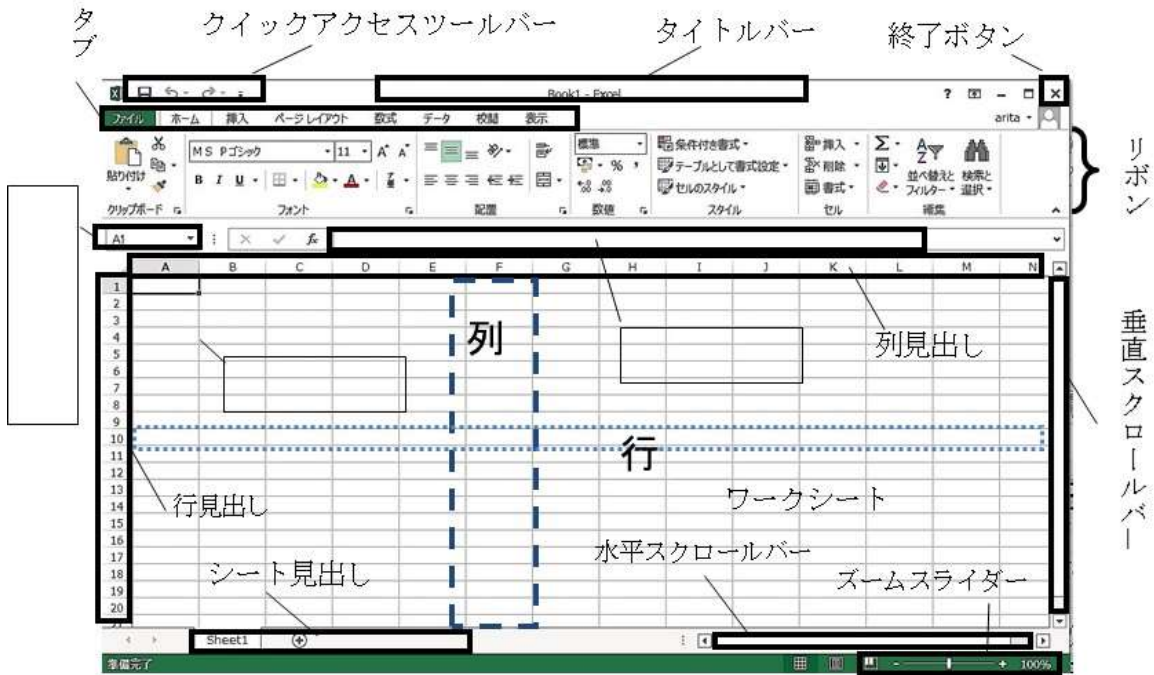 タブ
クイックアクセスツールバー
タイトルバー
終了ボタン
Book1 - Excel
ファイル ホーム 挿入 ページ レイアウト 数式 データ 校閲 表示
arita
リボン
貼り付け
MS Pゴシック
11
A A
B I U
A
標準
% ,
条件付き書式
テーブルとして書式設定
セルのスタイル
挿入
削除
書式
Σ
並べ替えと
フィルター
検索と
選択
クリップボード フォント 配置 数値 スタイル セル 編集
A1
fx
A B C D E F G H I J K L M N
1
2
3
4
5
6
7
8
9
10
11
12
13
14
15
16
17
18
19
20
列
列見出し
垂直スクロールバー
行
行見出し
ワークシート
水平スクロールバー
シート見出し
ズームスライダー
Sheet1
準備完了
100%